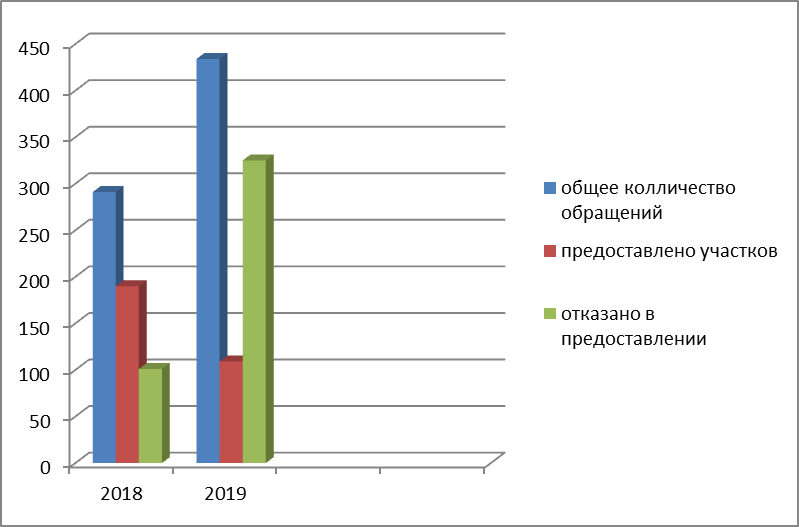 450
400
350
300
250
200
150
100
50
0
2018
2019
общее колличество
обращений
предоставлено участков
отказано в
предоставлении